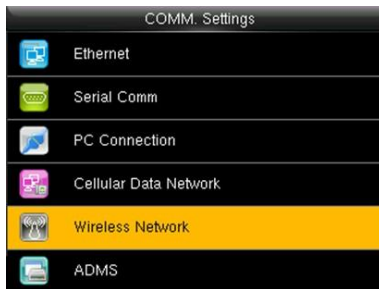 COMM. Settings
Ethernet
Serial Comm
PC Connection
Cellular Data Network
Wireless Network
ADMS